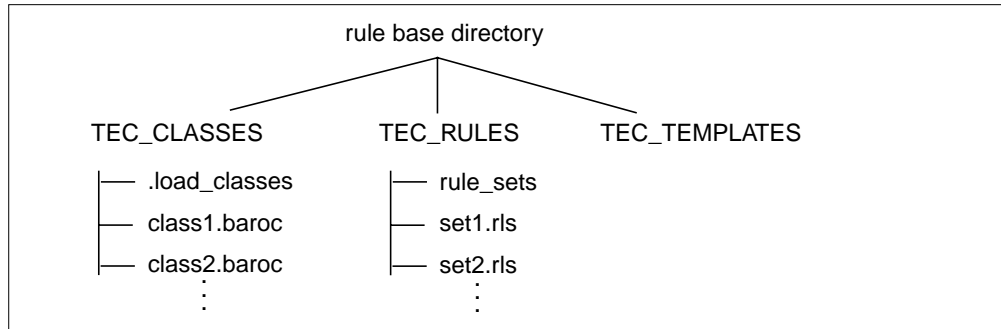 rule base directory
TEC_CLASSES TEC_RULES TEC_TEMPLATES
.load_classes rule_sets
class1.baroc set1.rls
class2.baroc set2.rls